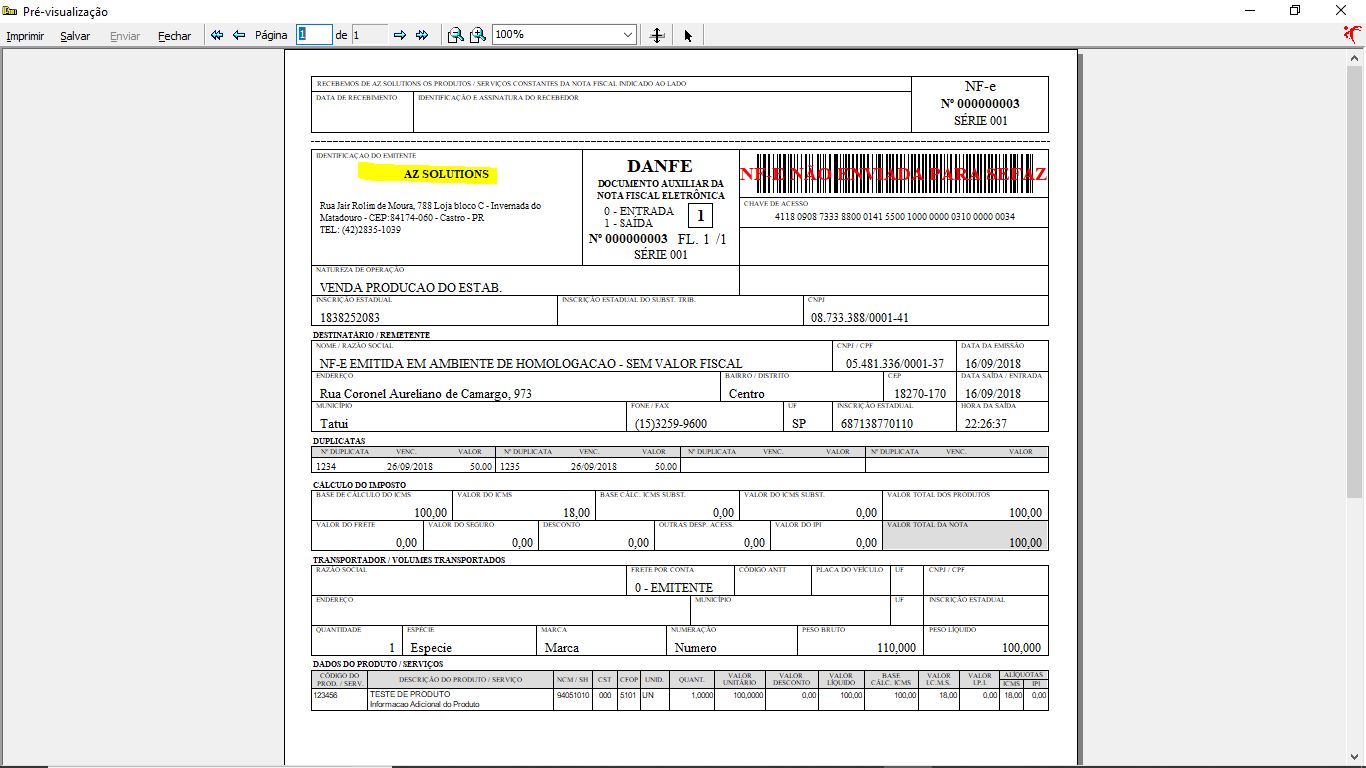 Pré-visualização
Imprimir Salvar Enviar Fechar Página 1 de 1 100%
RECEBEMOS DE AZ SOLUTIONS OS PRODUTOS / SERVIÇOS CONSTANTES DA NOTA FISCAL INDICADO AO LADO
DATA DE RECEBIMENTO IDENTIFICAÇÃO E ASSINATURA DO RECEBEDOR
NF-e
Nº 000000003
SÉRIE 001
IDENTIFICAÇAO DO EMITENTE
AZ SOLUTIONS
Rua Jair Rolim de Moura, 788 Loja bloco C - Invernada do
Matadouro - CEP:84174-060 - Castro - PR
TEL: (42)2835-1039
DANFE
DOCUMENTO AUXILIAR DA
NOTA FISCAL ELETRÔNICA
0 - ENTRADA
1 - SAÍDA
1
Nº 000000003 FL. 1 /1
SÉRIE 001
NF-E NÃO ENVIADA PARA SEFAZ
CHAVE DE ACESSO
4118 0908 7333 8800 0141 5500 1000 0000 0310 0000 0034
NATUREZA DE OPERAÇÃO
VENDA PRODUCAO DO ESTAB.
INSCRIÇÃO ESTADUAL INSCRIÇÃO ESTADUAL DO SUBST. TRIB. CNPJ
1838252083 08.733.388/0001-41
DESTINATÁRIO / REMETENTE
NOME / RAZÃO SOCIAL CNPJ / CPF DATA DA EMISSÃO
NF-E EMITIDA EM AMBIENTE DE HOMOLOGACAO - SEM VALOR FISCAL 05.481.336/0001-37 16/09/2018
ENDEREÇO BAIRRO / DISTRITO CEP DATA SAÍDA / ENTRADA
Rua Coronel Aureliano de Camargo, 973 Centro 18270-170 16/09/2018
MUNICÍPIO FONE / FAX UF INSCRIÇÃO ESTADUAL HORA DA SAÍDA
Tatui (15)3259-9600 SP 687138770110 22:26:37
DUPLICATAS
Nº DUPLICATA VENC. VALOR Nº DUPLICATA VENC. VALOR Nº DUPLICATA VENC. VALOR Nº DUPLICATA VENC. VALOR
1234 26/09/2018 50.00 1235 26/09/2018 50.00
CÁLCULO DO IMPOSTO
BASE DE CÁLCULO DO ICMS VALOR DO ICMS BASE CÁLC. ICMS SUBST. VALOR DO ICMS SUBST. VALOR TOTAL DOS PRODUTOS
100,00 18,00 0,00 0,00 100,00
VALOR DO FRETE VALOR DO SEGURO DESCONTO OUTRAS DESP. ACESS. VALOR DO IPI VALOR TOTAL DA NOTA
0,00 0,00 0,00 0,00 0,00 100,00
TRANSPORTADOR / VOLUMES TRANSPORTADOS
RAZÃO SOCIAL FRETE POR CONTA CÓDIGO ANTT PLACA DO VEÍCULO UF CNPJ / CPF
0 - EMITENTE
ENDEREÇO MUNICÍPIO UF INSCRIÇÃO ESTADUAL
QUANTIDADE ESPÉCIE MARCA NUMERAÇÃO PESO BRUTO PESO LÍQUIDO
1 Especie Marca Numero 110,000 100,000
DADOS DO PRODUTO / SERVIÇOS
CÓDIGO DO PROD. / SERV. DESCRIÇÃO DO PRODUTO / SERVIÇO NCM / SH CST CFOP UNID. QUANT. VALOR UNITÁRIO VALOR DESCONTO VALOR LÍQUIDO BASE CÁLC. ICMS VALOR I.C.M.S. VALOR I.P.I. ALÍQUOTAS ICMS IPI
123456 TESTE DE PRODUTO 94051010 000 5101 UN 1,0000 100,0000 0,00 100,00 100,00 18,00 0,00 18,00 0,00
Informacao Adicional do Produto